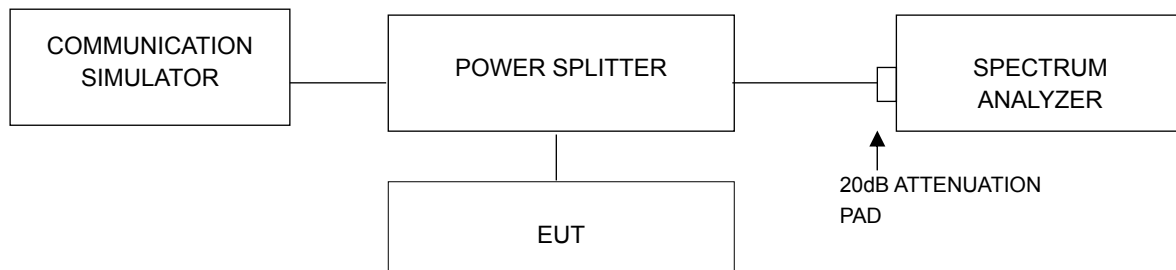 COMMUNICATION
SIMULATOR
POWER SPLITTER
SPECTRUM
ANALYZER
20dB ATTENUATION
PAD
EUT